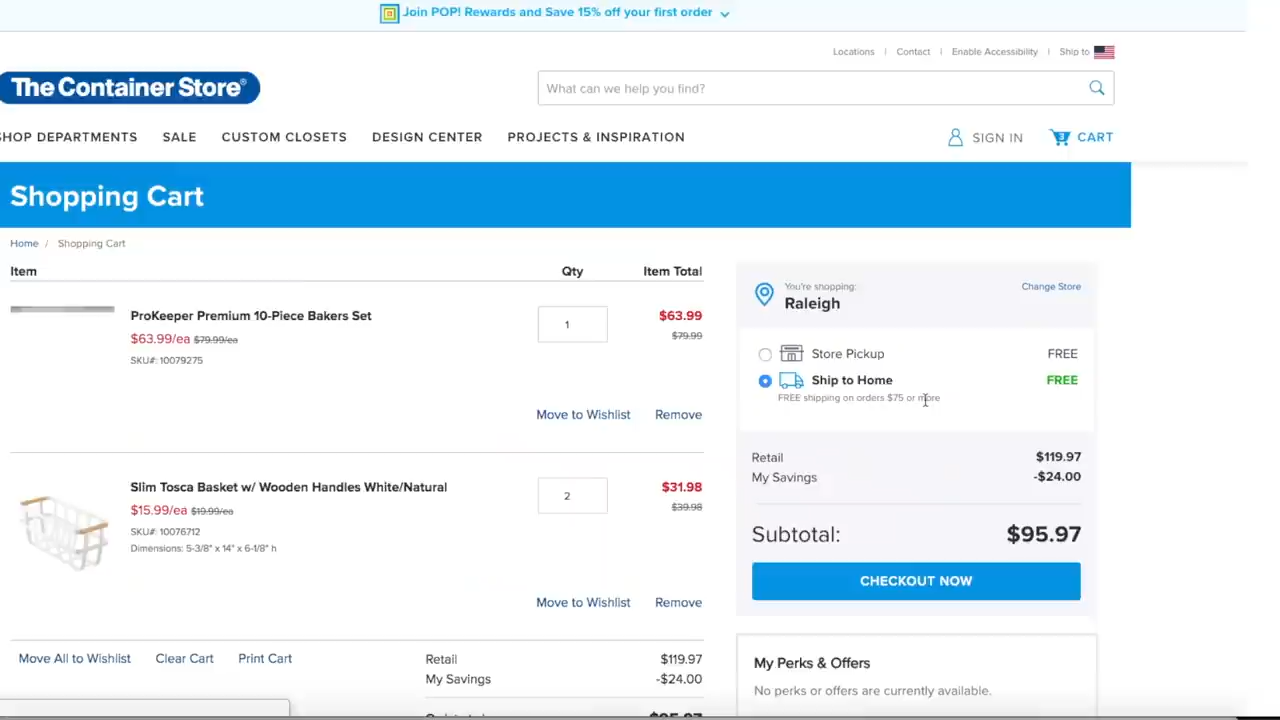 Join POP! Rewards and Save 15% off your first order
Locations | Contact | Enable Accessibility | Ship to
The Container Store®
What can we help you find?
SHOP DEPARTMENTS SALE CUSTOM CLOSETS DESIGN CENTER PROJECTS & INSPIRATION
SIGN IN 3 CART
Shopping Cart
Home / Shopping Cart
Item Qty Item Total
ProKeeper Premium 10-Piece Bakers Set 1 $63.99
$63.99/ea $79.99/ea $79.99
SKU#: 10079275
Move to Wishlist Remove
Slim Tosca Basket w/ Wooden Handles White/Natural 2 $31.98
$15.99/ea $19.99/ea $39.98
SKU#: 10076712
Dimensions: 5-3/8" x 14" x 6-1/8" h
Move to Wishlist Remove
Move All to Wishlist Clear Cart Print Cart
Retail $119.97
My Savings -$24.00
Subtotal: $95.97
You're shopping: Change Store
Raleigh
Store Pickup FREE
Ship to Home FREE
FREE shipping on orders $75 or more
Retail $119.97
My Savings -$24.00
Subtotal: $95.97
CHECKOUT NOW
My Perks & Offers
No perks or offers are currently available.